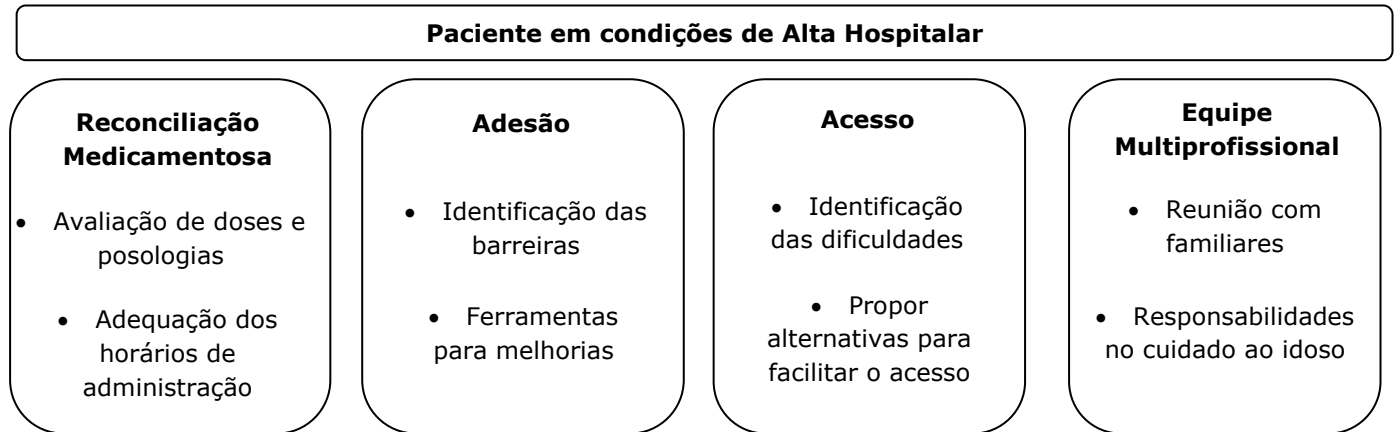 Paciente em condições de Alta Hospitalar
Reconciliação
Medicamentosa
• Avaliação de doses e
posologias
• Adequação dos
horários de
administração
Adesão
• Identificação das
barreiras
• Ferramentas
para melhorias
Acesso
• Identificação
das dificuldades
• Propor
alternativas para
facilitar o acesso
Equipe
Multiprofissional
• Reunião com
familiares
• Responsabilidades
no cuidado ao idoso